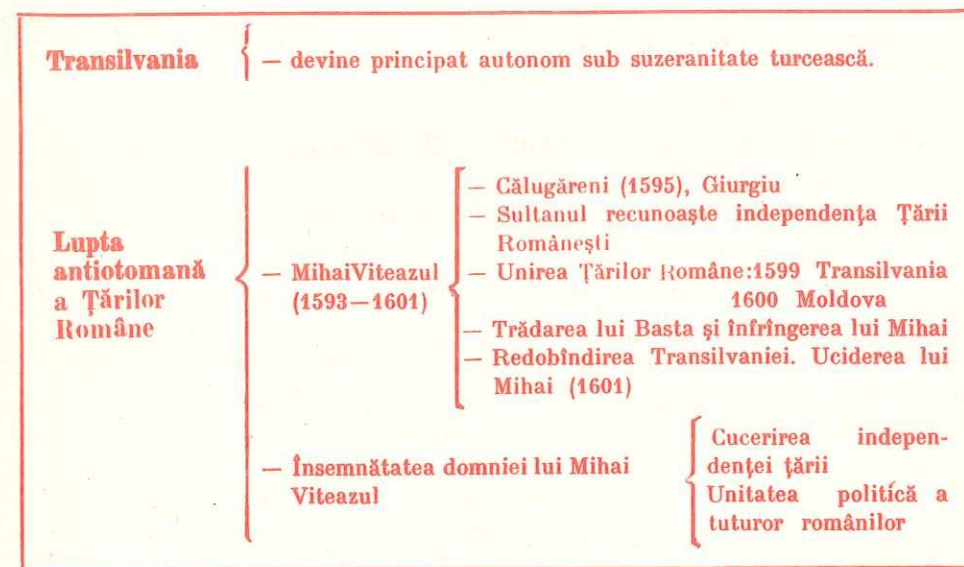 Transilvania
— devine principat autonom sub suzeranitate turcească.
Lupta
antiotomană
a Țărilor
Române
— MihaiViteazul
(1593—1601)
— Călugăreni (1595), Giurgiu
— Sultanul recunoaște independența Țării
Românești
— Unirea Țărilor Române:1599 Transilvania
1600 Moldova
— Trădarea lui Basta și înfrîngerea lui Mihai
— Redobîndirea Transilvaniei. Uciderea lui
Mihai (1601)
— Însemnătatea domniei lui Mihai
Viteazul
Cucerirea indepen-
denței țării
Unitatea politică a
tuturor românilor